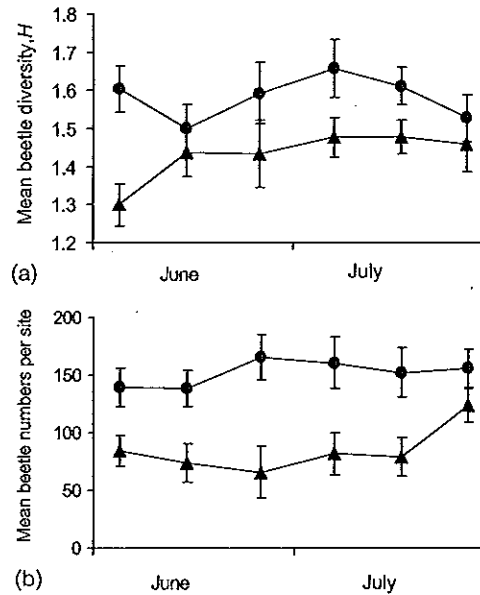 Mean beetle diversity, H
1.8
1.7
1.6
1.5
1.4
1.3
1.2
(a)
June
July
Mean beetle numbers per site
200
150
100
50
0
(b)
June
July